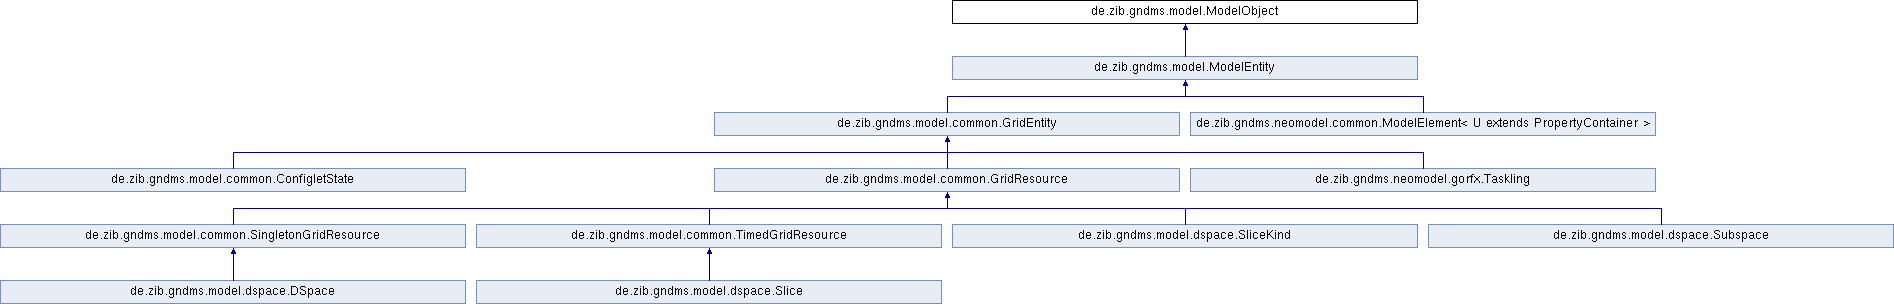 de.zib.gndms.model.ModelObject
de.zib.gndms.model.ModelEntity
de.zib.gndms.model.common.GridEntity
de.zib.gndms.neomodel.common.ModelElement< U extends PropertyContainer >
de.zib.gndms.model.common.ConfigletState
de.zib.gndms.model.common.GridResource
de.zib.gndms.neomodel.gorfx.Taskling
de.zib.gndms.model.common.SingletonGridResource
de.zib.gndms.model.common.TimedGridResource
de.zib.gndms.model.dspace.SliceKind
de.zib.gndms.model.dspace.Subspace
de.zib.gndms.model.dspace.DSpace
de.zib.gndms.model.dspace.Slice